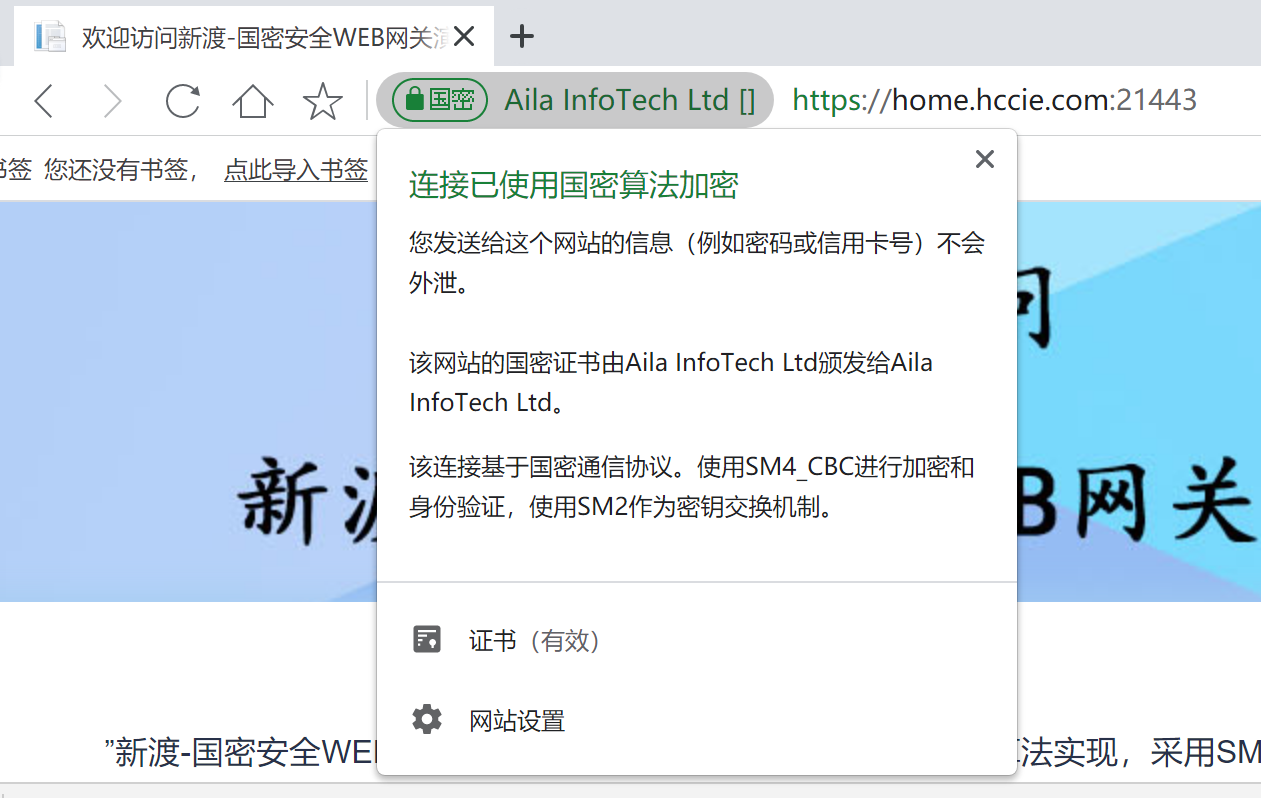 欢迎访问新渡-国密安全WEB网关
国密 Aila InfoTech Ltd [] https://home.hccie.com:21443
书签 您还没有书签， 点此导入书签
连接已使用国密算法加密
您发送给这个网站的信息（例如密码或信用卡号）不会
外泄。
该网站的国密证书由Aila InfoTech Ltd颁发给Aila
InfoTech Ltd。
该连接基于国密通信协议。使用SM4_CBC进行加密和
身份验证，使用SM2作为密钥交换机制。
证书（有效）
网站设置
新渡 B网关
”新渡-国密安全WE 法实现，采用SM